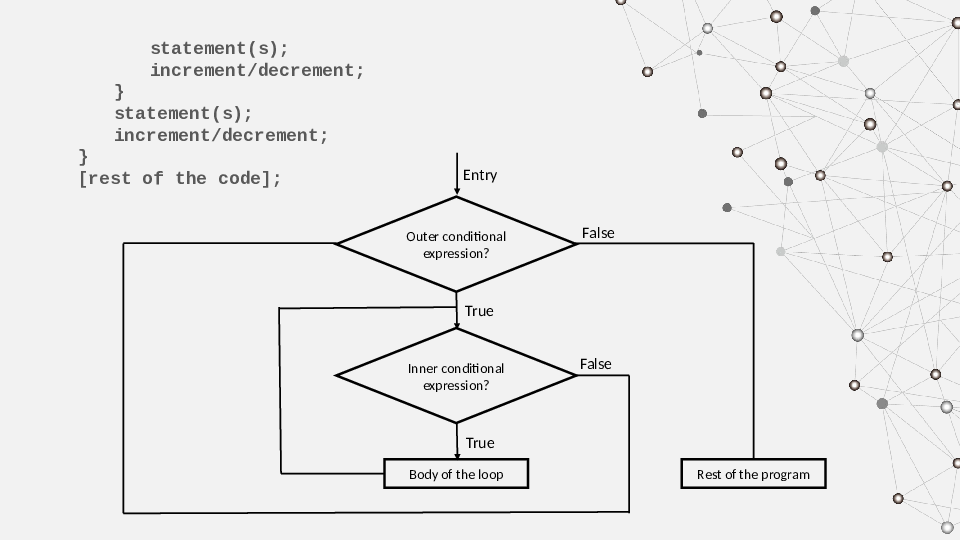 statement(s);
increment/decrement;
}
statement(s);
increment/decrement;
}
[rest of the code];
Entry
Outer conditional
expression?
False
True
Inner conditional
expression?
False
True
Body of the loop
Rest of the program